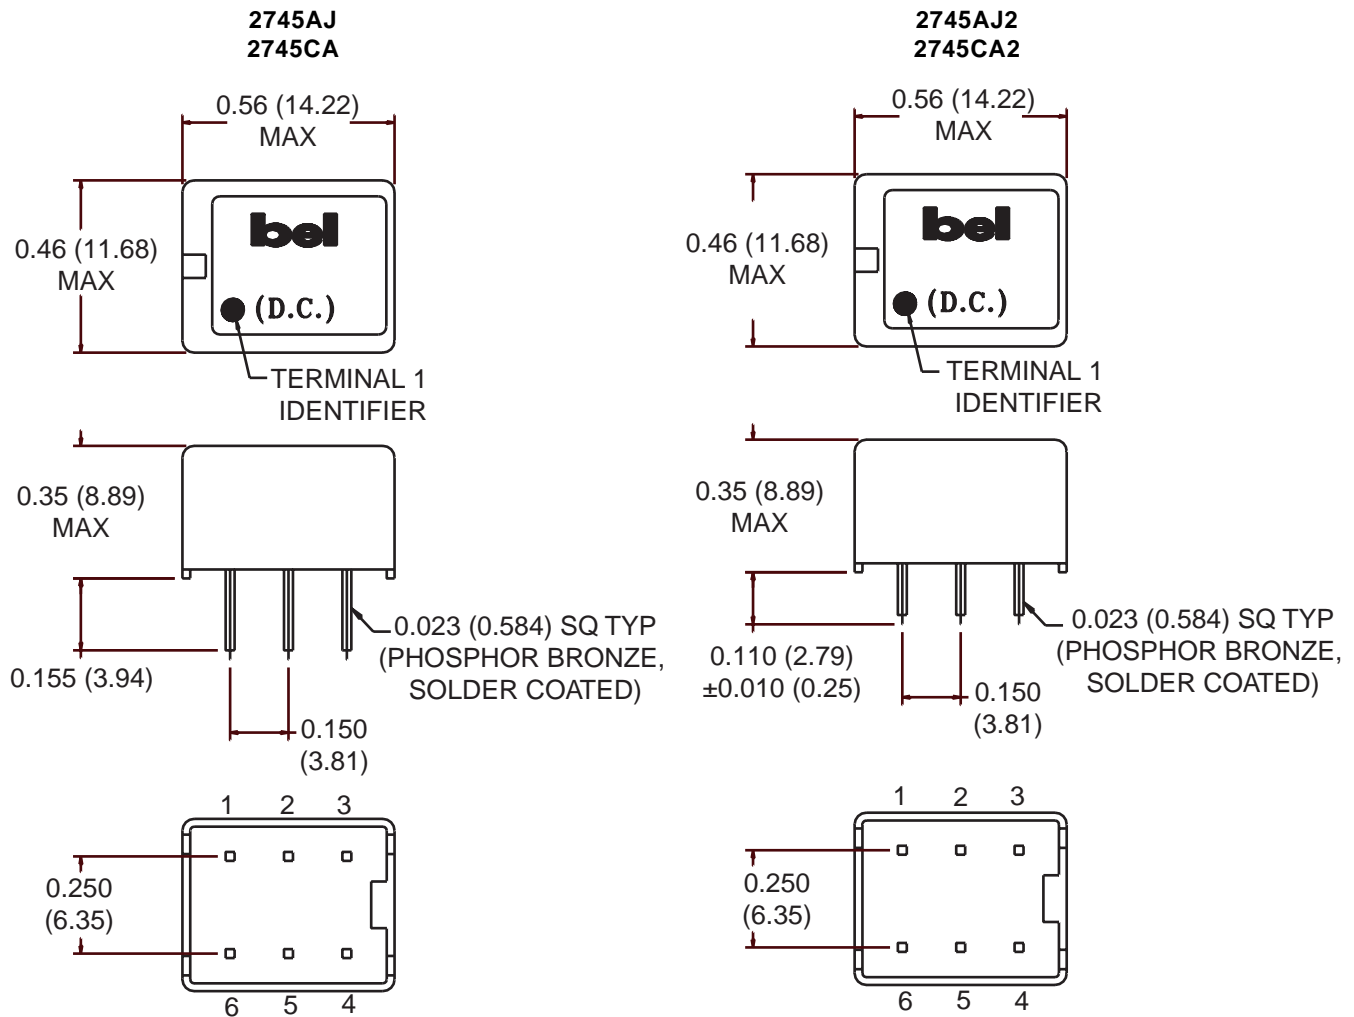 2745AJ
2745CA
0.56 (14.22)
MAX
0.46 (11.68)
MAX
bel
(D.C.)
TERMINAL 1
IDENTIFIER
0.35 (8.89)
MAX
0.023 (0.584) SQ TYP
(PHOSPHOR BRONZE,
SOLDER COATED)
0.155 (3.94)
0.150
(3.81)
1 2 3
0.250
(6.35)
6 5 4
2745AJ2
2745CA2
0.56 (14.22)
MAX
0.46 (11.68)
MAX
bel
(D.C.)
TERMINAL 1
IDENTIFIER
0.35 (8.89)
MAX
0.023 (0.584) SQ TYP
(PHOSPHOR BRONZE,
SOLDER COATED)
0.110 (2.79)
±0.010 (0.25)
0.150
(3.81)
1 2 3
0.250
(6.35)
6 5 4